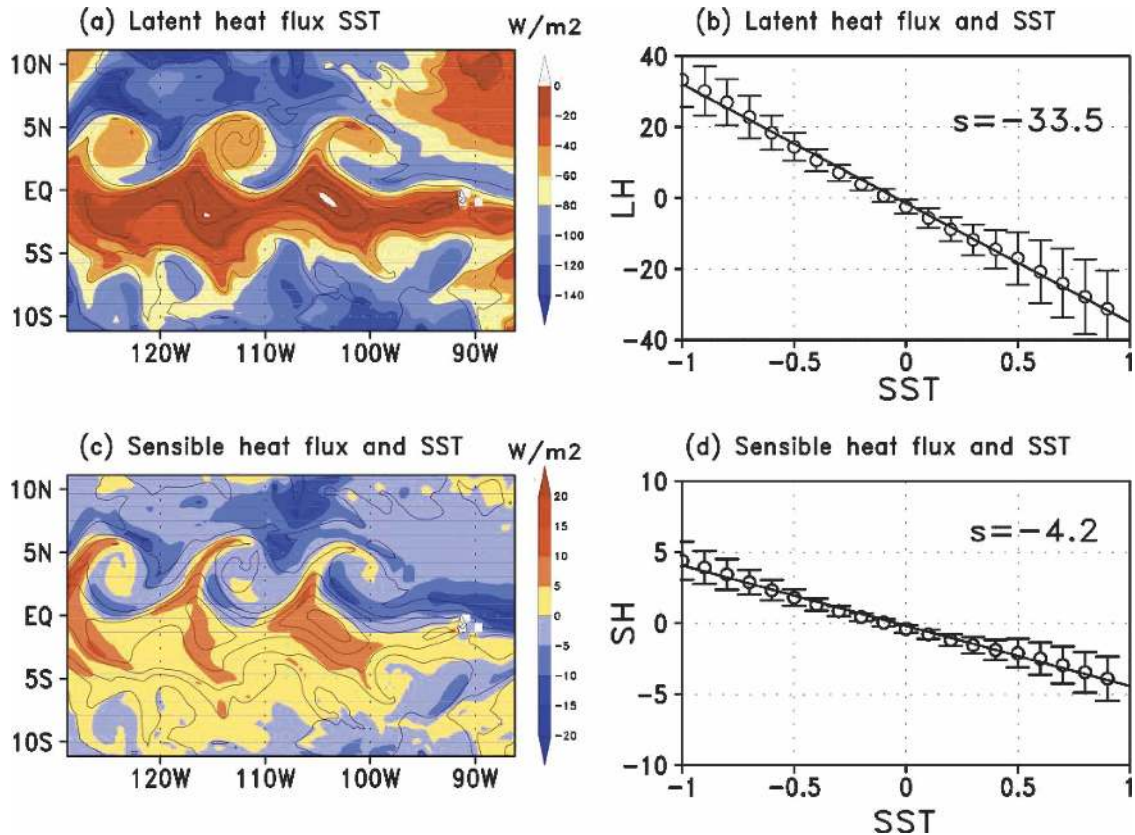 (a) Latent heat flux SST
W/m2
10N
5N
EQ
5S
10S
120W 110W 100W 90W
0
-20
-40
-60
-80
-100
-120
-140
(b) Latent heat flux and SST
40
20
0
-20
-40
LH
s=-33.5
-1 -0.5 0 0.5 1
SST
(c) Sensible heat flux and SST
W/m2
10N
5N
EQ
5S
10S
120W 110W 100W 90W
20
15
10
5
0
-5
-10
-15
-20
(d) Sensible heat flux and SST
10
5
0
-5
-10
SH
s=-4.2
-1 -0.5 0 0.5 1
SST